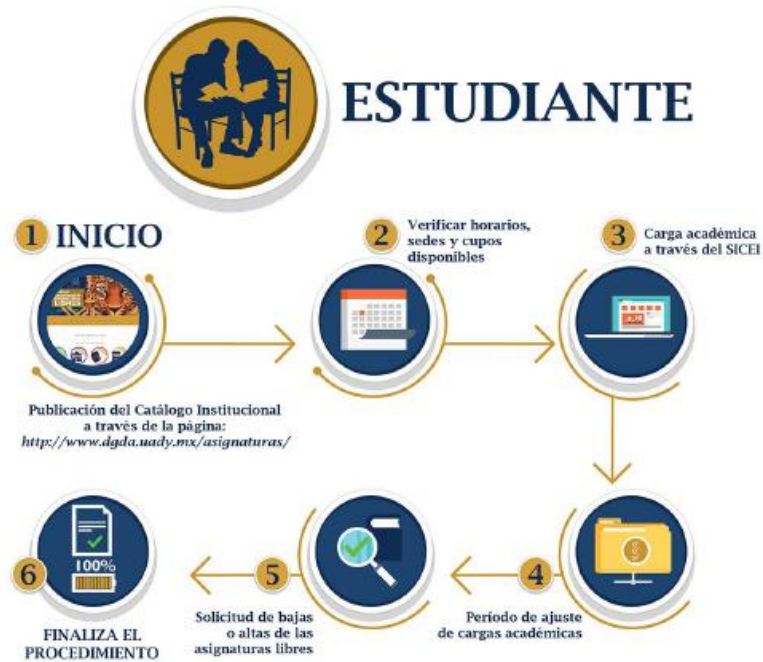 ESTUDIANTE
1 INICIO
Publicación del Catálogo Institucional
a través de la página:
http://www.dgda.uady.mx/asignaturas/
2
Verificar horarios,
sedes y cupos
disponibles
3
Carga académica
a través del SICEI
4
Período de ajuste
de cargas académicas
5
Solicitud de bajas
o altas de las
asignaturas libres
6
100%
FINALIZA EL
PROCEDIMIENTO